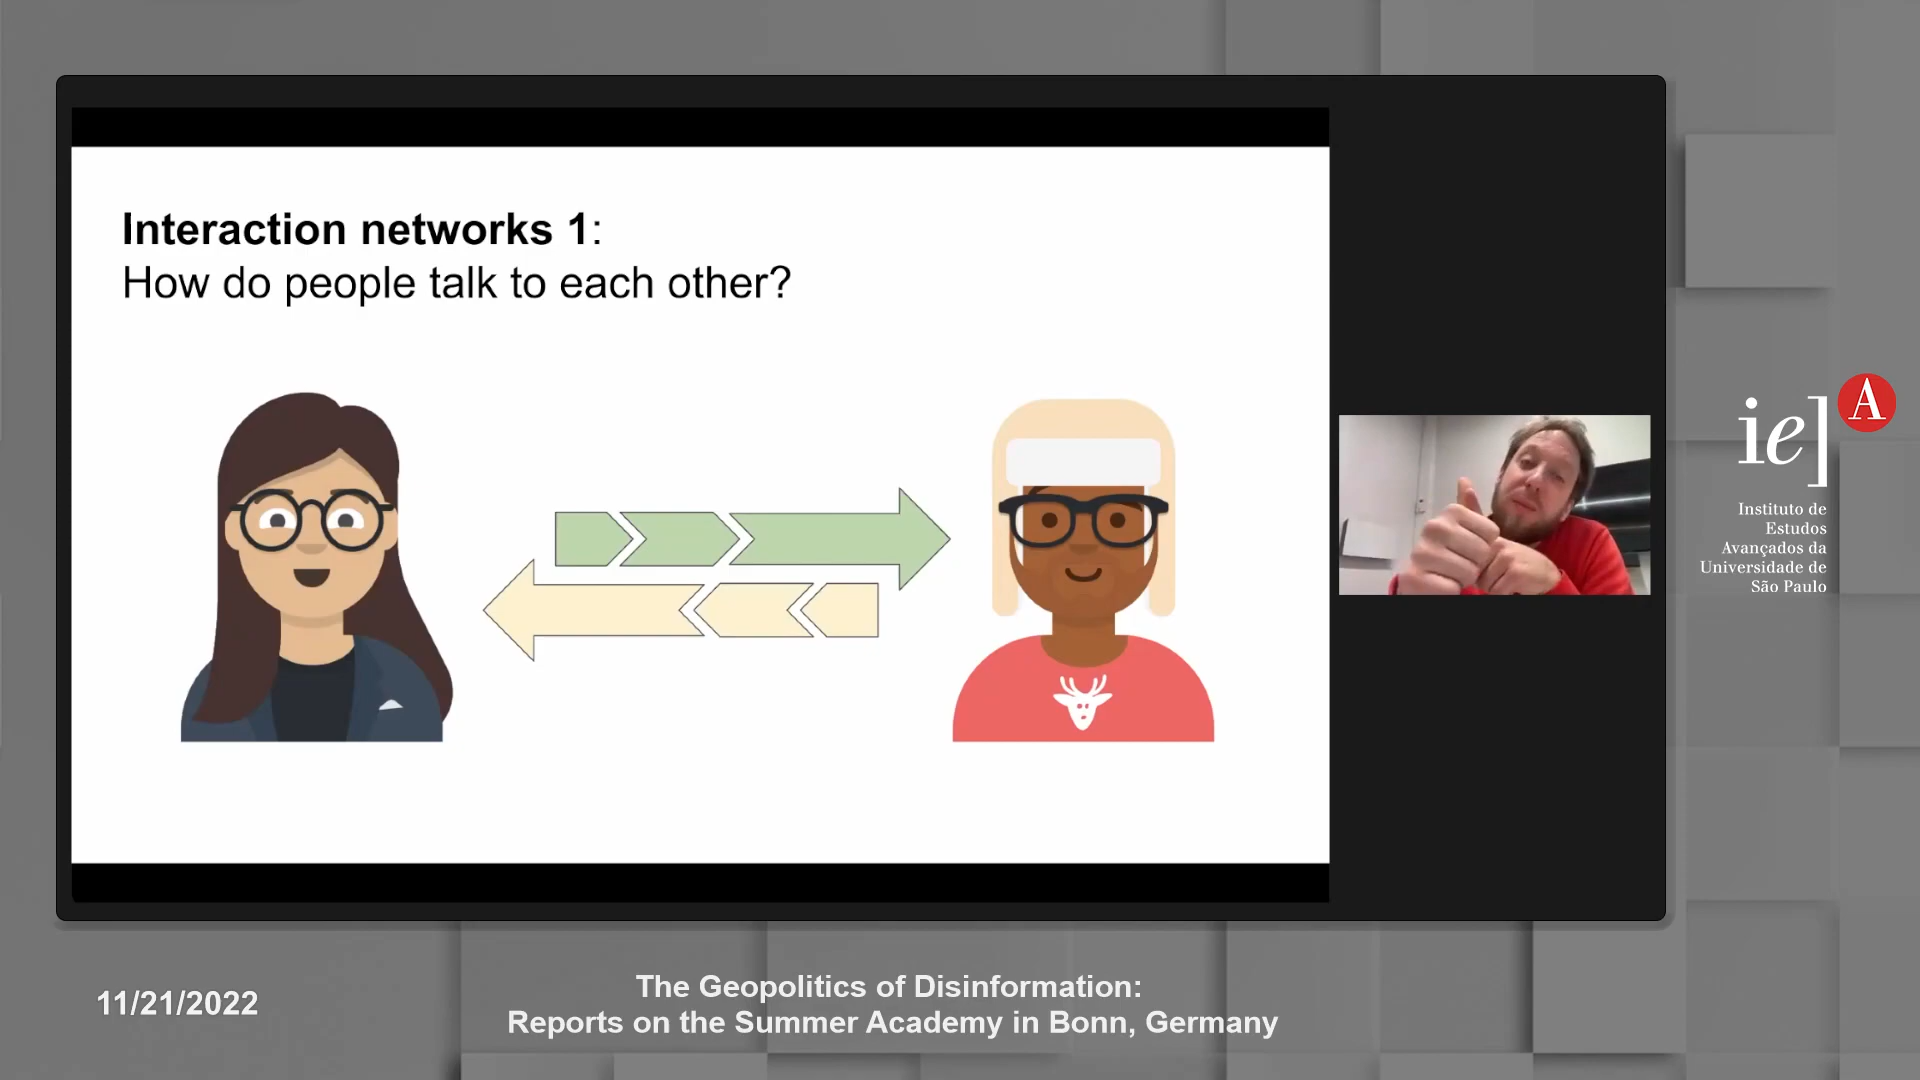 Interaction networks 1:
How do people talk to each other?
ie]
A
Instituto de
Estudos
Avançados da
Universidade de
São Paulo
11/21/2022
The Geopolitics of Disinformation:
Reports on the Summer Academy in Bonn, Germany